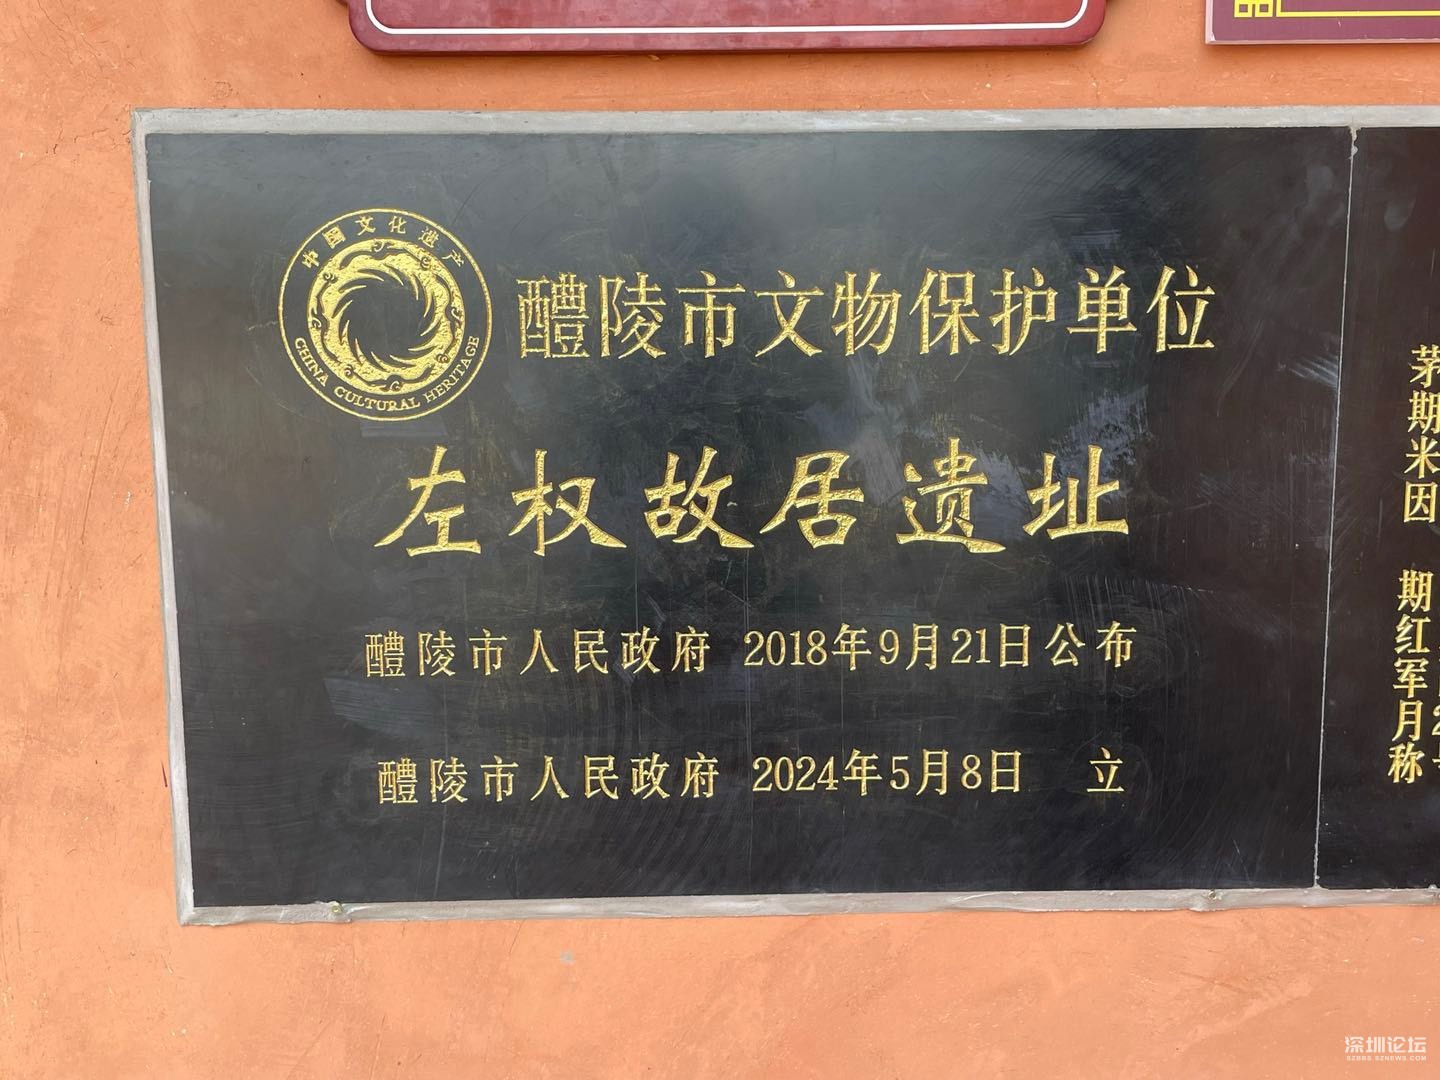 中国文化遗产
CHINA CULTURAL HERITAGE
醴陵市文物保护单位
左权故居遗址
醴陵市人民政府 2018年9月21日公布
醴陵市人民政府 2024年5月8日 立
茅
期
米
因
期
红
军
月
称
深圳论坛
SZBBS.SZNEWS.COM